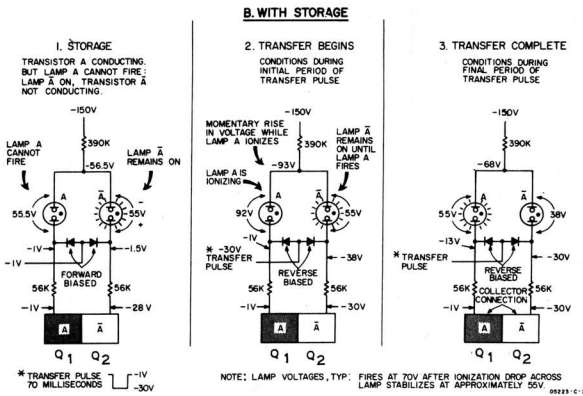 B. WITH STORAGE
1. STORAGE
TRANSISTOR A CONDUCTING.
BUT LAMP A CANNOT FIRE;
LAMP Ā ON, TRANSISTOR Ā
NOT CONDUCTING.
-150V
390K
-56.5V
LAMP A
CANNOT
FIRE
LAMP Ā
REMAINS ON
A
Ā
55.5V
-
55V
+
-1V
-1.5V
-1V
FORWARD
BIASED
56K
56K
-1V
-28V
A
Ā
Q1
Q2
* TRANSFER PULSE
70 MILLISECONDS
-1V
-30V
2. TRANSFER BEGINS
CONDITIONS DURING
INITIAL PERIOD OF
TRANSFER PULSE
-150V
MOMENTARY RISE
IN VOLTAGE WHILE
LAMP A IONIZES
390K
-93V
LAMP Ā
REMAINS
ON UNTIL
LAMP A
FIRES
LAMP A IS
IONIZING
A
Ā
92V
55V
-1V
* -30V
TRANSFER
PULSE
-38V
REVERSE
BIASED
56K
56K
-1V
-30V
A
Ā
Q1
Q2
3. TRANSFER COMPLETE
CONDITIONS DURING
FINAL PERIOD OF
TRANSFER PULSE
-150V
390K
-68V
A
Ā
55V
38V
-13V
* TRANSFER
PULSE
-30V
REVERSE
BIASED
56K
56K
COLLECTOR
CONNECTION
-1V
-30V
A
Ā
Q1
Q2
NOTE: LAMP VOLTAGES, TYP: FIRES AT 70V AFTER IONIZATION DROP ACROSS
LAMP STABILIZES AT APPROXIMATELY 55V.